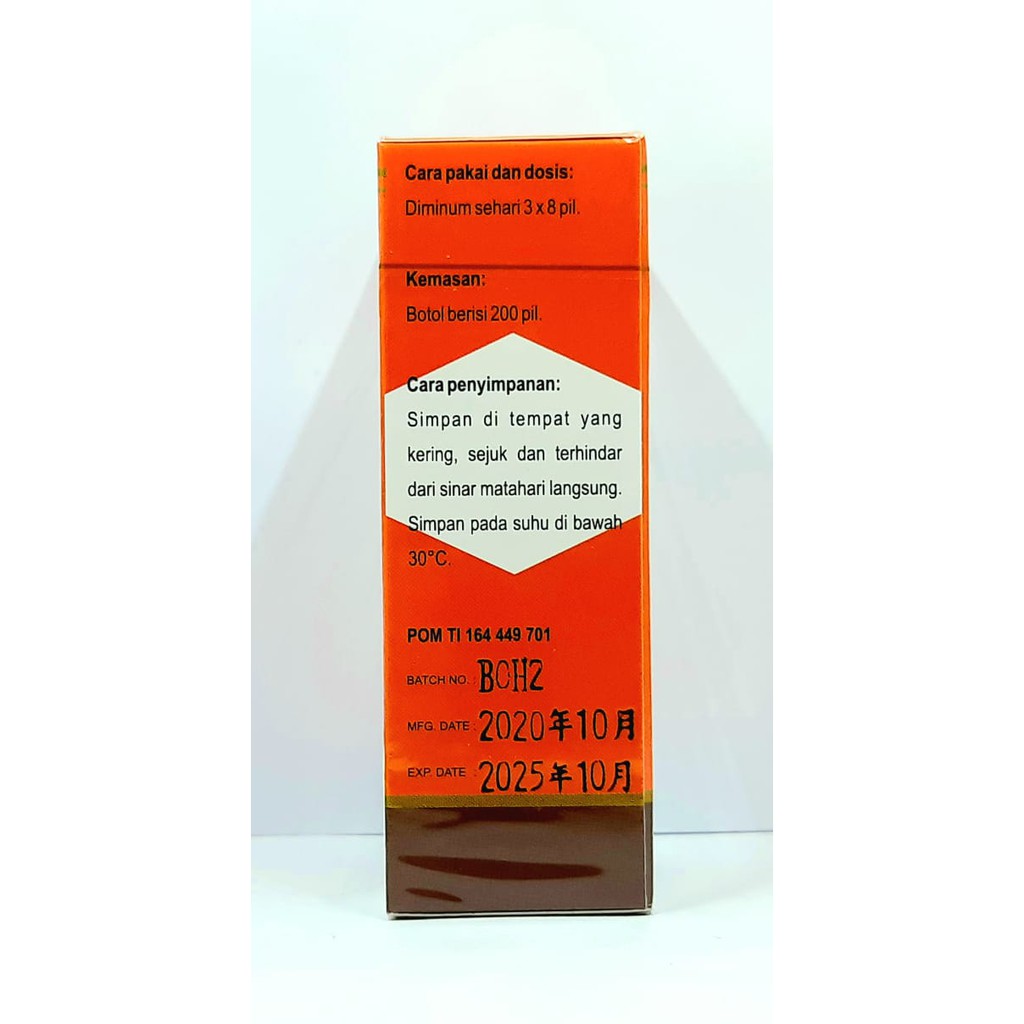 Cara pakai dan dosis:
Diminum sehari 3 x 8 pil.
Kemasan:
Botol berisi 200 pil.
Cara penyimpanan:
Simpan di tempat yang
kering, sejuk dan terhindar
dari sinar matahari langsung.
Simpan pada suhu di bawah
30°C.
POM TI 164 449 701
BATCH NO. : BCH2
MFG. DATE : 2020年10月
EXP. DATE : 2025年10月